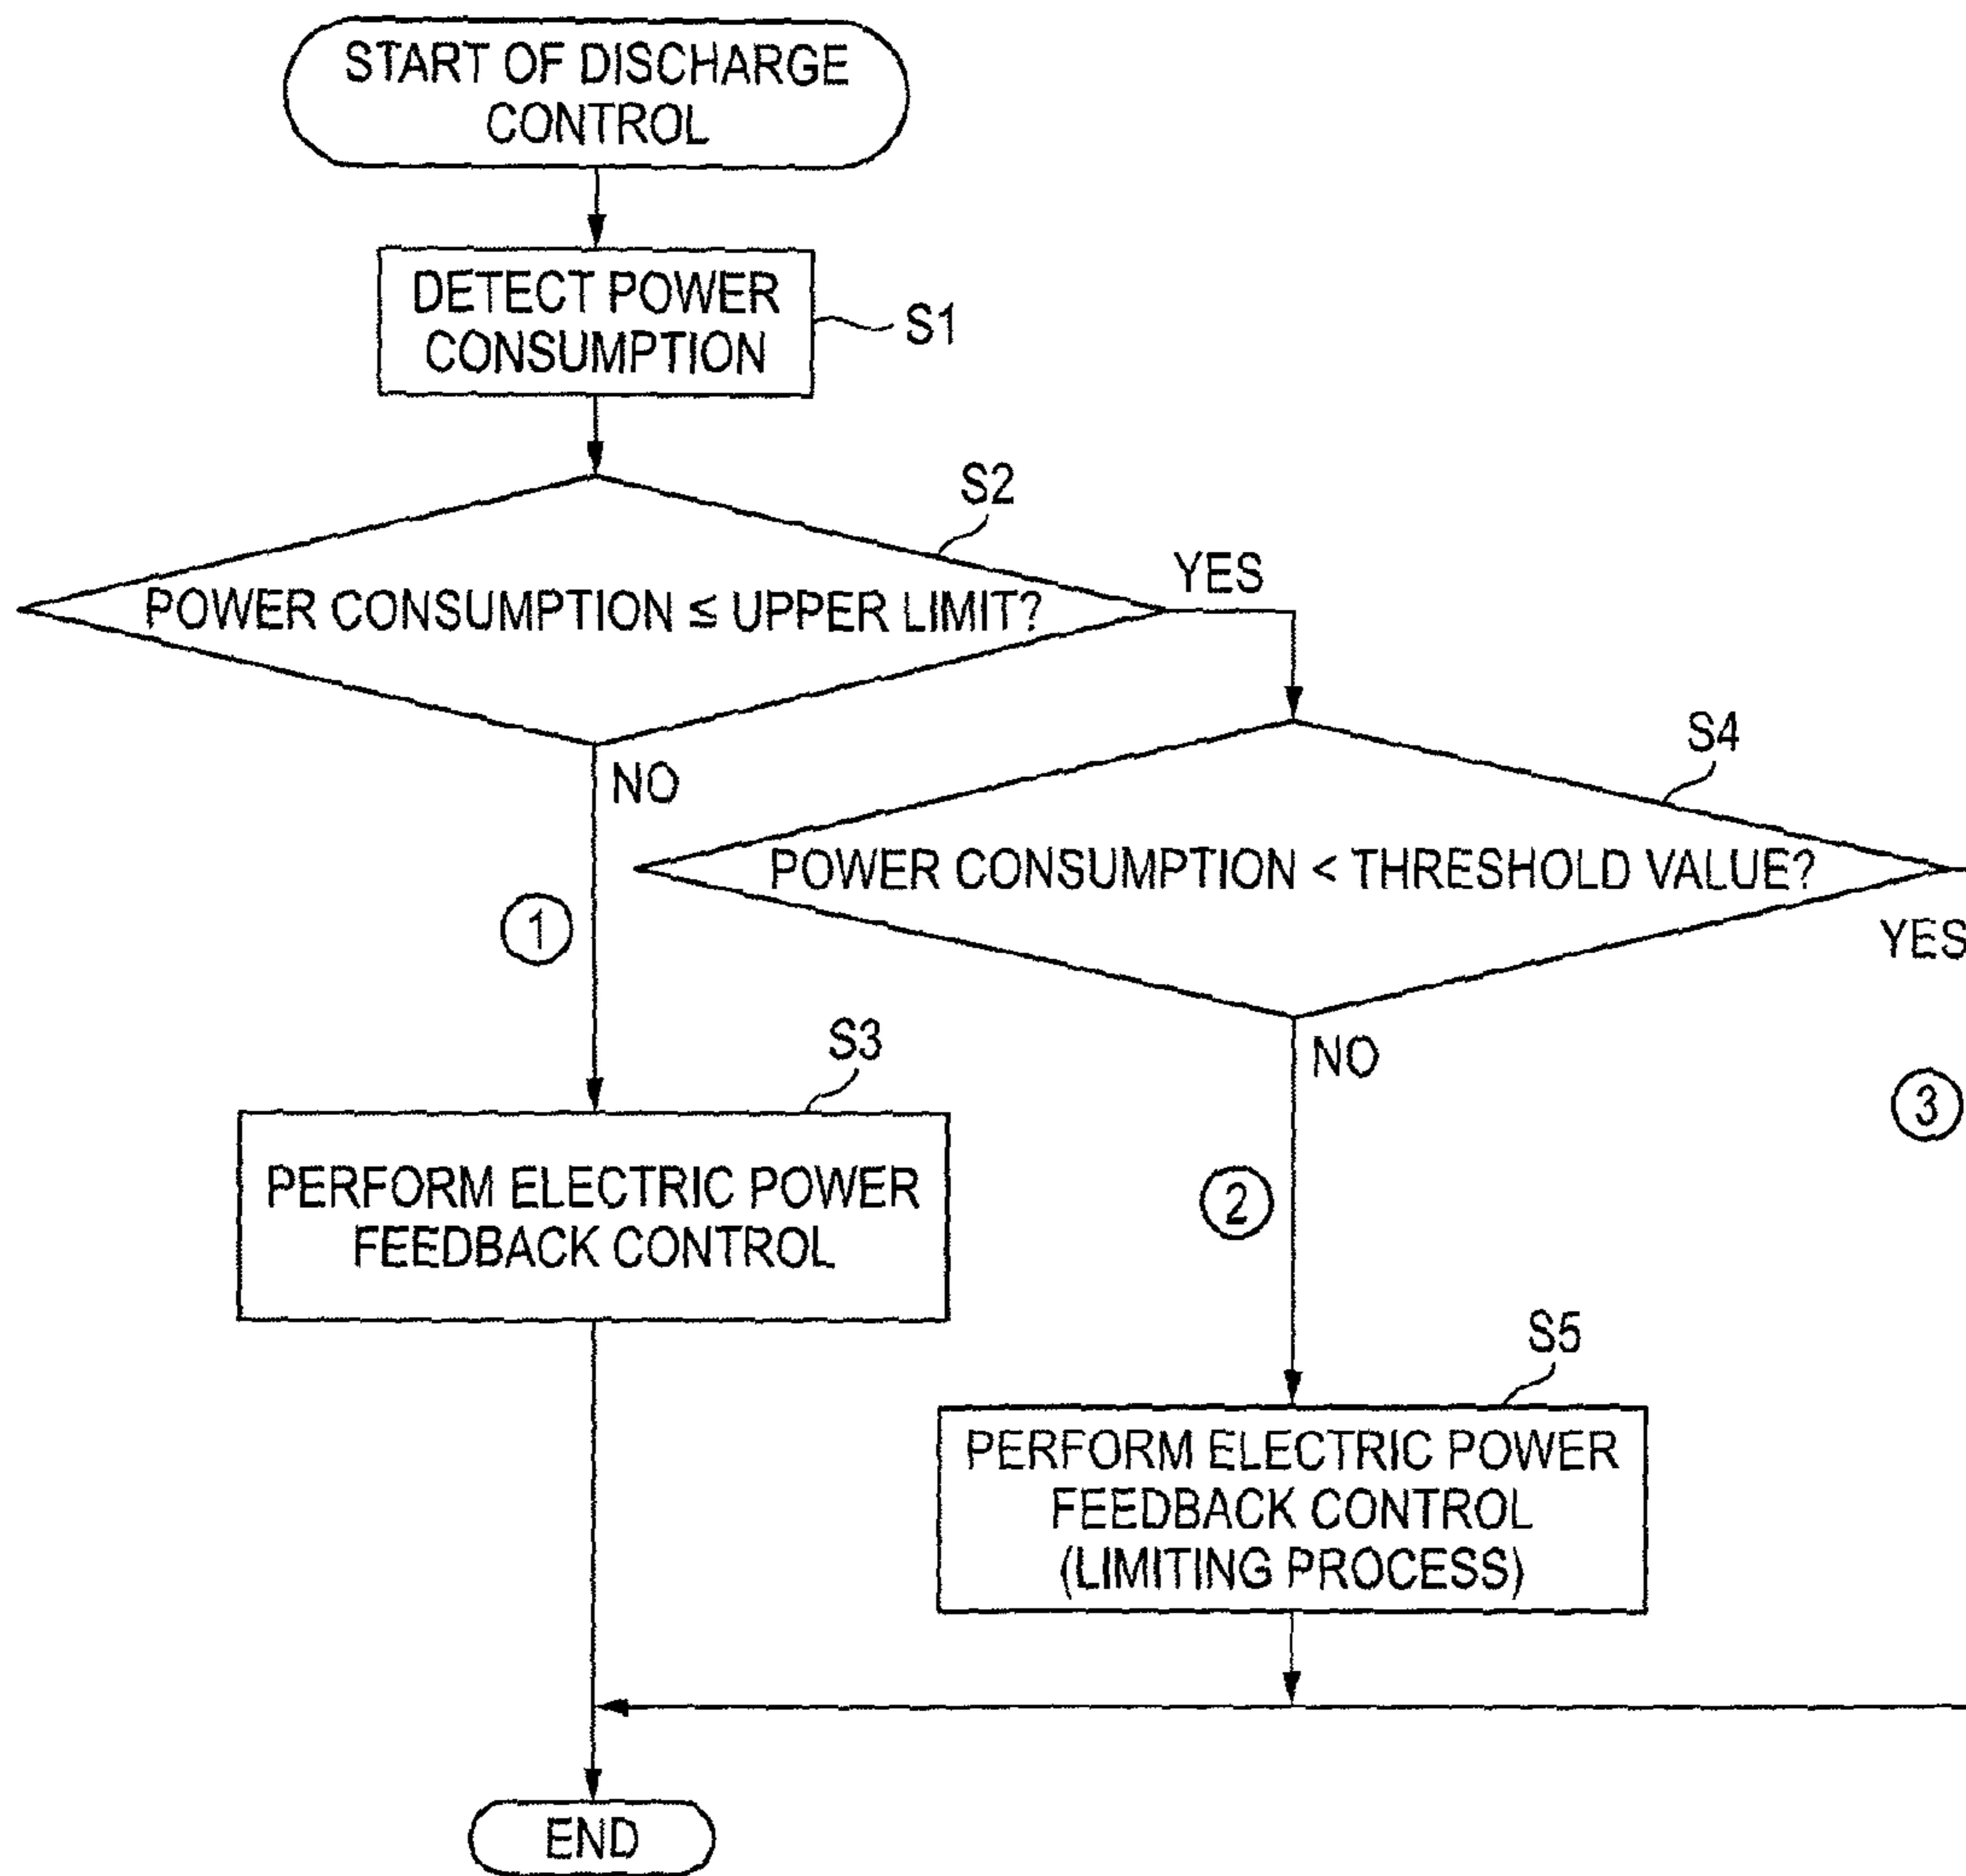 START OF DISCHARGE
CONTROL
DETECT POWER
CONSUMPTION
S1
S2
POWER CONSUMPTION ≦ UPPER LIMIT?
YES
NO
S4
POWER CONSUMPTION < THRESHOLD VALUE?
YES
NO
1
2
3
S3
PERFORM ELECTRIC POWER
FEEDBACK CONTROL
S5
PERFORM ELECTRIC POWER
FEEDBACK CONTROL
(LIMITING PROCESS)
END